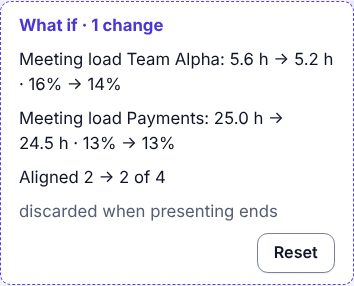 What if · 1 change
Meeting load Team Alpha: 5.6 h → 5.2 h
· 16% → 14%
Meeting load Payments: 25.0 h →
24.5 h · 13% → 13%
Aligned 2 → 2 of 4
discarded when presenting ends
Reset